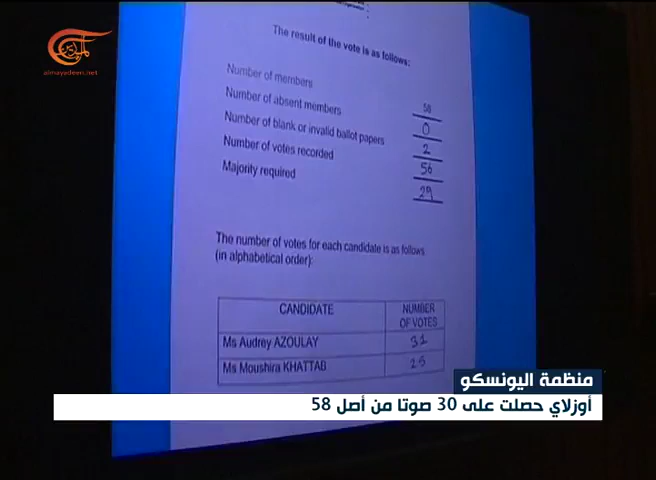 الميادين
almayadeen.net
The result of the vote is as follows:
Number of members 58
Number of absent members 0
Number of blank or invalid ballot papers 2
Number of votes recorded 56
Majority required 29
The number of votes for each candidate is as follows
(in alphabetical order):
CANDIDATE NUMBER OF VOTES
Ms Audrey AZOULAY 31
Ms Moushira KHATTAB 25
منظمة اليونسكو
أوزلاي حصلت على 30 صوتا من أصل 58